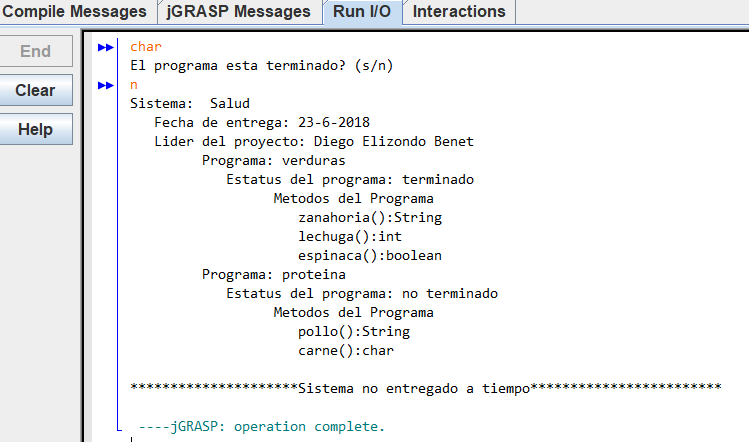 Compile Messages jGRASP Messages Run I/O Interactions
End
Clear
Help
char
El programa esta terminado? (s/n)
n
Sistema:  Salud
Fecha de entrega: 23-6-2018
Lider del proyecto: Diego Elizondo Benet
Programa: verduras
Estatus del programa: terminado
Metodos del Programa
zanahoria():String
lechuga():int
espinaca():boolean
Programa: proteina
Estatus del programa: no terminado
Metodos del Programa
pollo():String
carne():char
*********************Sistema no entregado a tiempo************************
----jGRASP: operation complete.